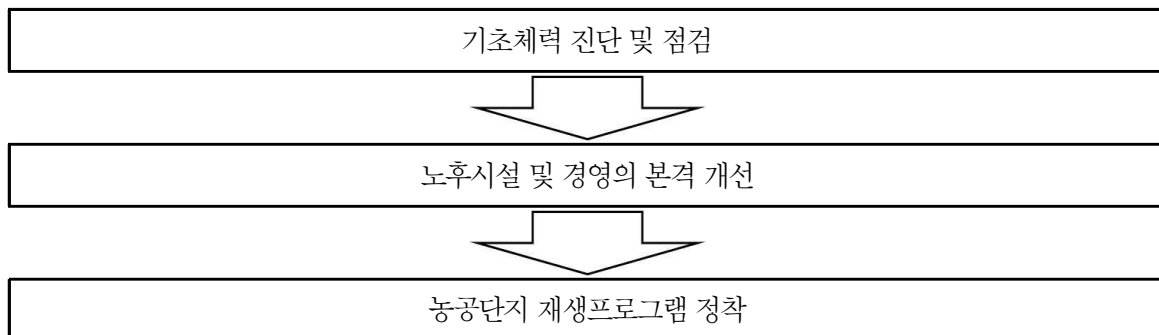 기초체력 진단 및 점검
노후시설 및 경영의 본격 개선
농공단지 재생프로그램 정착